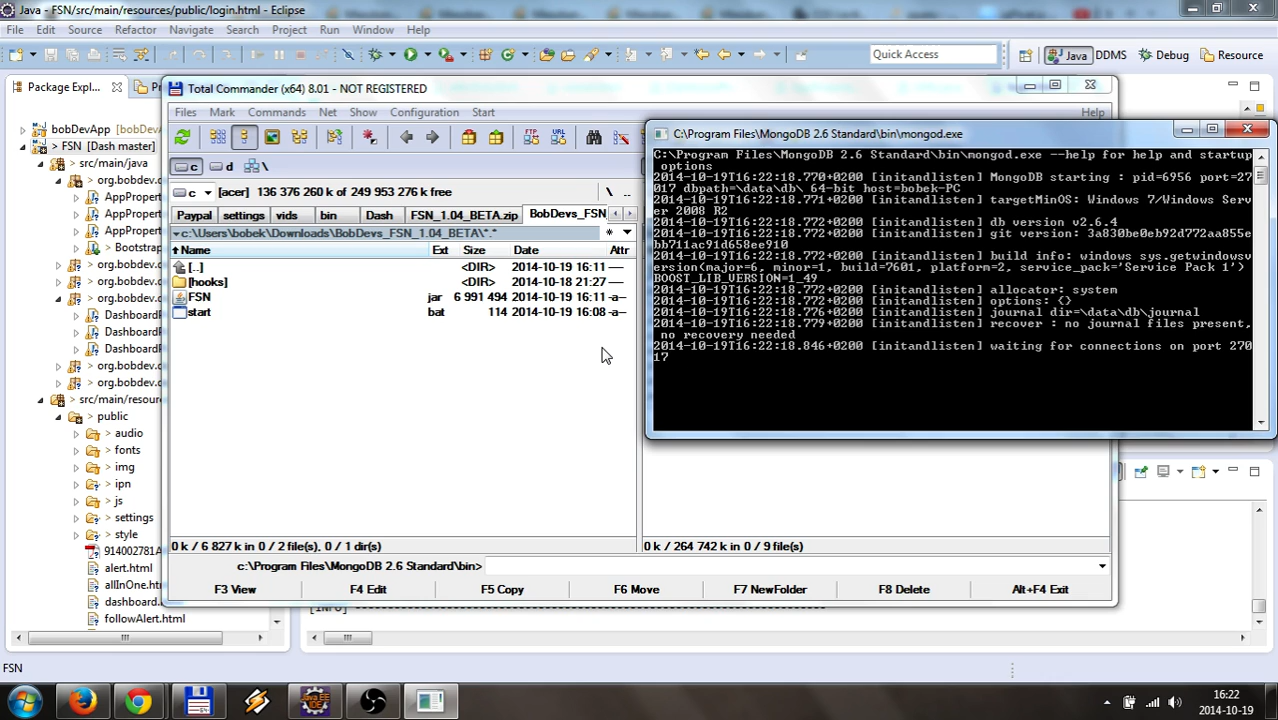 Java - FSN/src/main/resources/public/login.html - Eclipse
File Edit Source Refactor Navigate Search Project Run Window Help
Quick Access
Java DDMS Debug Resource
Package Expl...
bobDevApp [bobDev
> FSN [Dash master]
> src/main/java
> org.bobdev.c
> AppPropert
> AppPropert
> AppPropert
> Bootstrap
> org.bobdev.d
> org.bobdev.d
> org.bobdev.d
> DashboardF
> DashboardF
> DashboardF
> org.bobdev.d
> org.bobdev.d
> src/main/resour
> public
> audio
> fonts
> img
> ipn
> js
> settings
> style
914002781A
alert.html
allInOne.htm
dashboard.
followAlert.html
FSN
Total Commander (x64) 8.01 - NOT REGISTERED
Files Mark Commands Net Show Configuration Start Help
FTP URL
c d \
c [acer] 136 376 260 k of 249 953 276 k free \ ..
Paypal settings vids bin Dash FSN_1.04_BETA.zip BobDevs_FSN_
c:\Users\bobek\Downloads\BobDevs_FSN_1.04_BETA\*.* *
Name Ext Size Date Attr
[..] <DIR> 2014-10-19 16:11 ----
[hooks] <DIR> 2014-10-18 21:27 ----
FSN jar 6 991 494 2014-10-19 16:11 -a--
start bat 114 2014-10-19 16:08 -a--
0 k / 6 827 k in 0 / 2 file(s), 0 / 1 dir(s)
0 k / 264 742 k in 0 / 9 file(s)
c:\Program Files\MongoDB 2.6 Standard\bin>
F3 View F4 Edit F5 Copy F6 Move F7 NewFolder F8 Delete Alt+F4 Exit
[INFO] ------------------------------------------------------------------------
C:\Program Files\MongoDB 2.6 Standard\bin\mongod.exe
C:\Program Files\MongoDB 2.6 Standard\bin\mongod.exe --help for help and startup
options
2014-10-19T16:22:18.770+0200 [initandlisten] MongoDB starting : pid=6956 port=27
017 dbpath=\data\db\ 64-bit host=bobek-PC
2014-10-19T16:22:18.771+0200 [initandlisten] targetMinOS: Windows 7/Windows Serv
er 2008 R2
2014-10-19T16:22:18.772+0200 [initandlisten] db version v2.6.4
2014-10-19T16:22:18.772+0200 [initandlisten] git version: 3a830be0eb92d772aa855e
bb711ac91d658ee910
2014-10-19T16:22:18.772+0200 [initandlisten] build info: windows sys.getwindowsv
ersion(major=6, minor=1, build=7601, platform=2, service_pack='Service Pack 1')
BOOST_LIB_VERSION=1_49
2014-10-19T16:22:18.772+0200 [initandlisten] allocator: system
2014-10-19T16:22:18.772+0200 [initandlisten] options: {}
2014-10-19T16:22:18.776+0200 [initandlisten] journal dir=\data\db\journal
2014-10-19T16:22:18.779+0200 [initandlisten] recover : no journal files present,
no recovery needed
2014-10-19T16:22:18.846+0200 [initandlisten] waiting for connections on port 270
17
16:22
2014-10-19